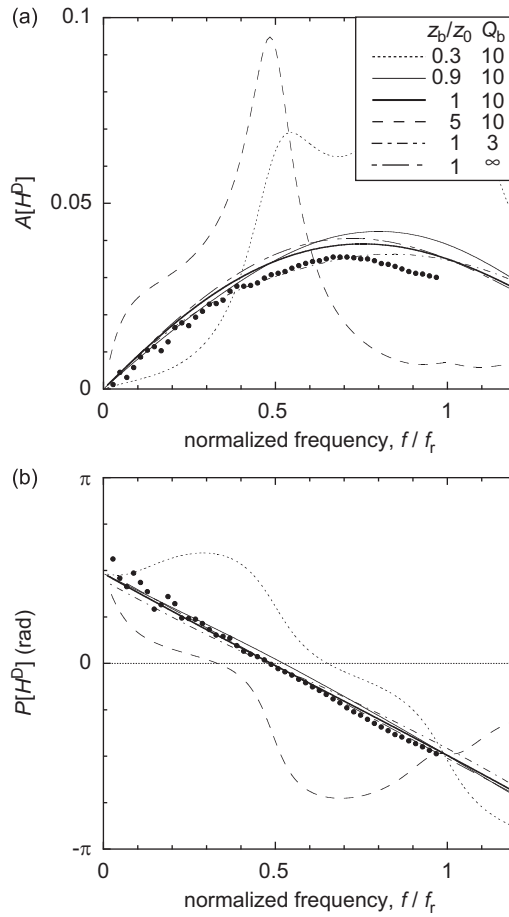 (a)
0.1
z_b/z_0 Q_b
0.3 10
0.9 10
1 10
5 10
1 3
1 ∞
A[H^D]
0.05
0
0 0.5 1
normalized frequency, f / f_r
(b)
π
P[H^D] (rad)
0
-π
0 0.5 1
normalized frequency, f / f_r